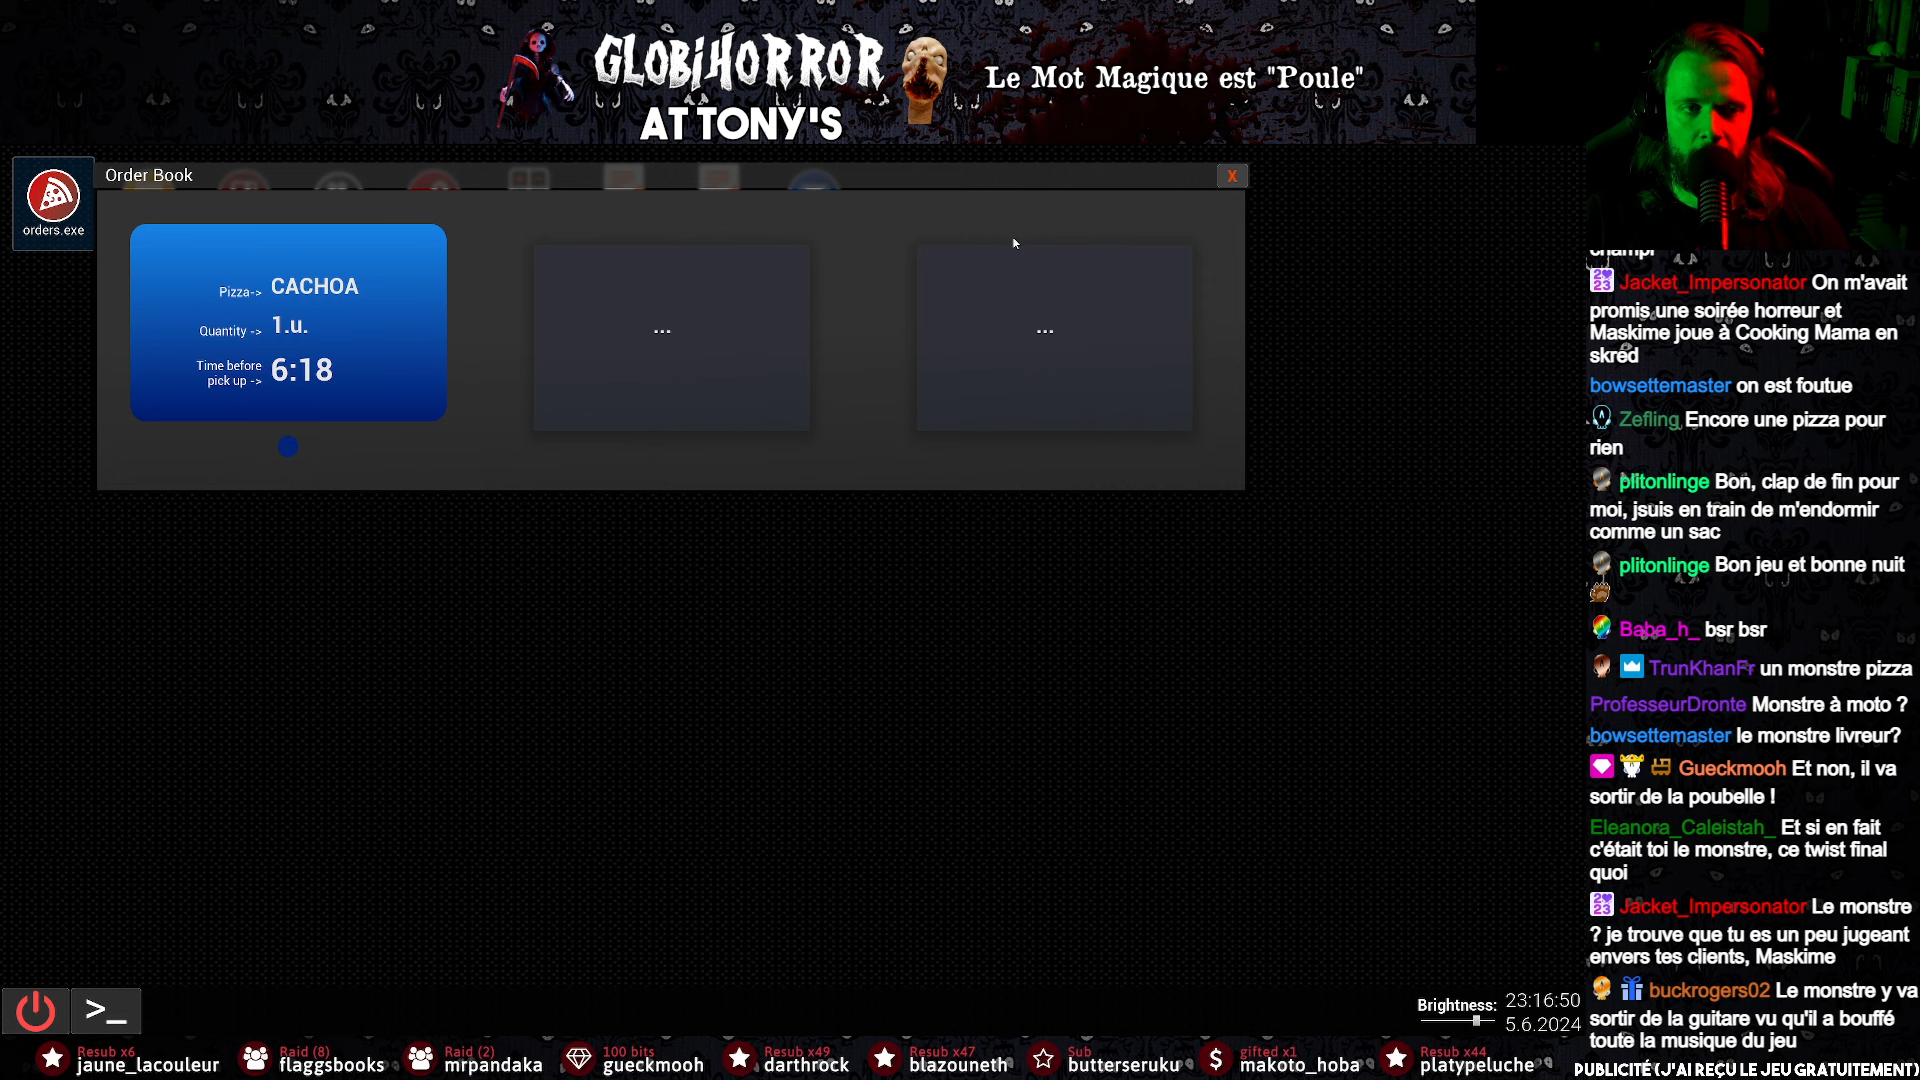 GLOBIHORROR
AT TONY'S
Le Mot Magique est "Poule"
orders.exe
Order Book
X
Pizza-> CACHOA
Quantity -> 1.u.
Time before
pick up -> 6:18
...
...
champi
Jacket_Impersonator On m'avait
promis une soirée horreur et
Maskime joue à Cooking Mama en
skred
bowsettemaster on est foutue
Zefling Encore une pizza pour
rien
plitonlinge Bon, clap de fin pour
moi, jsuis en train de m'endormir
comme un sac
plitonlinge Bon jeu et bonne nuit
Baba_h_ bsr bsr
TrunKhanFr un monstre pizza
ProfesseurDronte Monstre à moto ?
bowsettemaster le monstre livreur?
Gueckmooh Et non, il va
sortir de la poubelle !
Eleanora_Caleistah_ Et si en fait
c'était toi le monstre, ce twist final
quoi
Jacket_Impersonator Le monstre
? je trouve que tu es un peu jugeant
envers tes clients, Maskime
buckrogers02 Le monstre y va
sortir de la guitare vu qu'il a bouffé
toute la musique du jeu
>_
Brightness:
23:16:50
5.6.2024
Resub x6
jaune_lacouleur
Raid (8)
flaggsbooks
Raid (2)
mrpandaka
100 bits
gueckmooh
Resub x49
darthrock
Resub x47
blazouneth
Sub
butterseruku
gifted x1
makoto_hoba
Resub x44
platypeluche
PUBLICITÉ (J'AI REÇU LE JEU GRATUITEMENT)